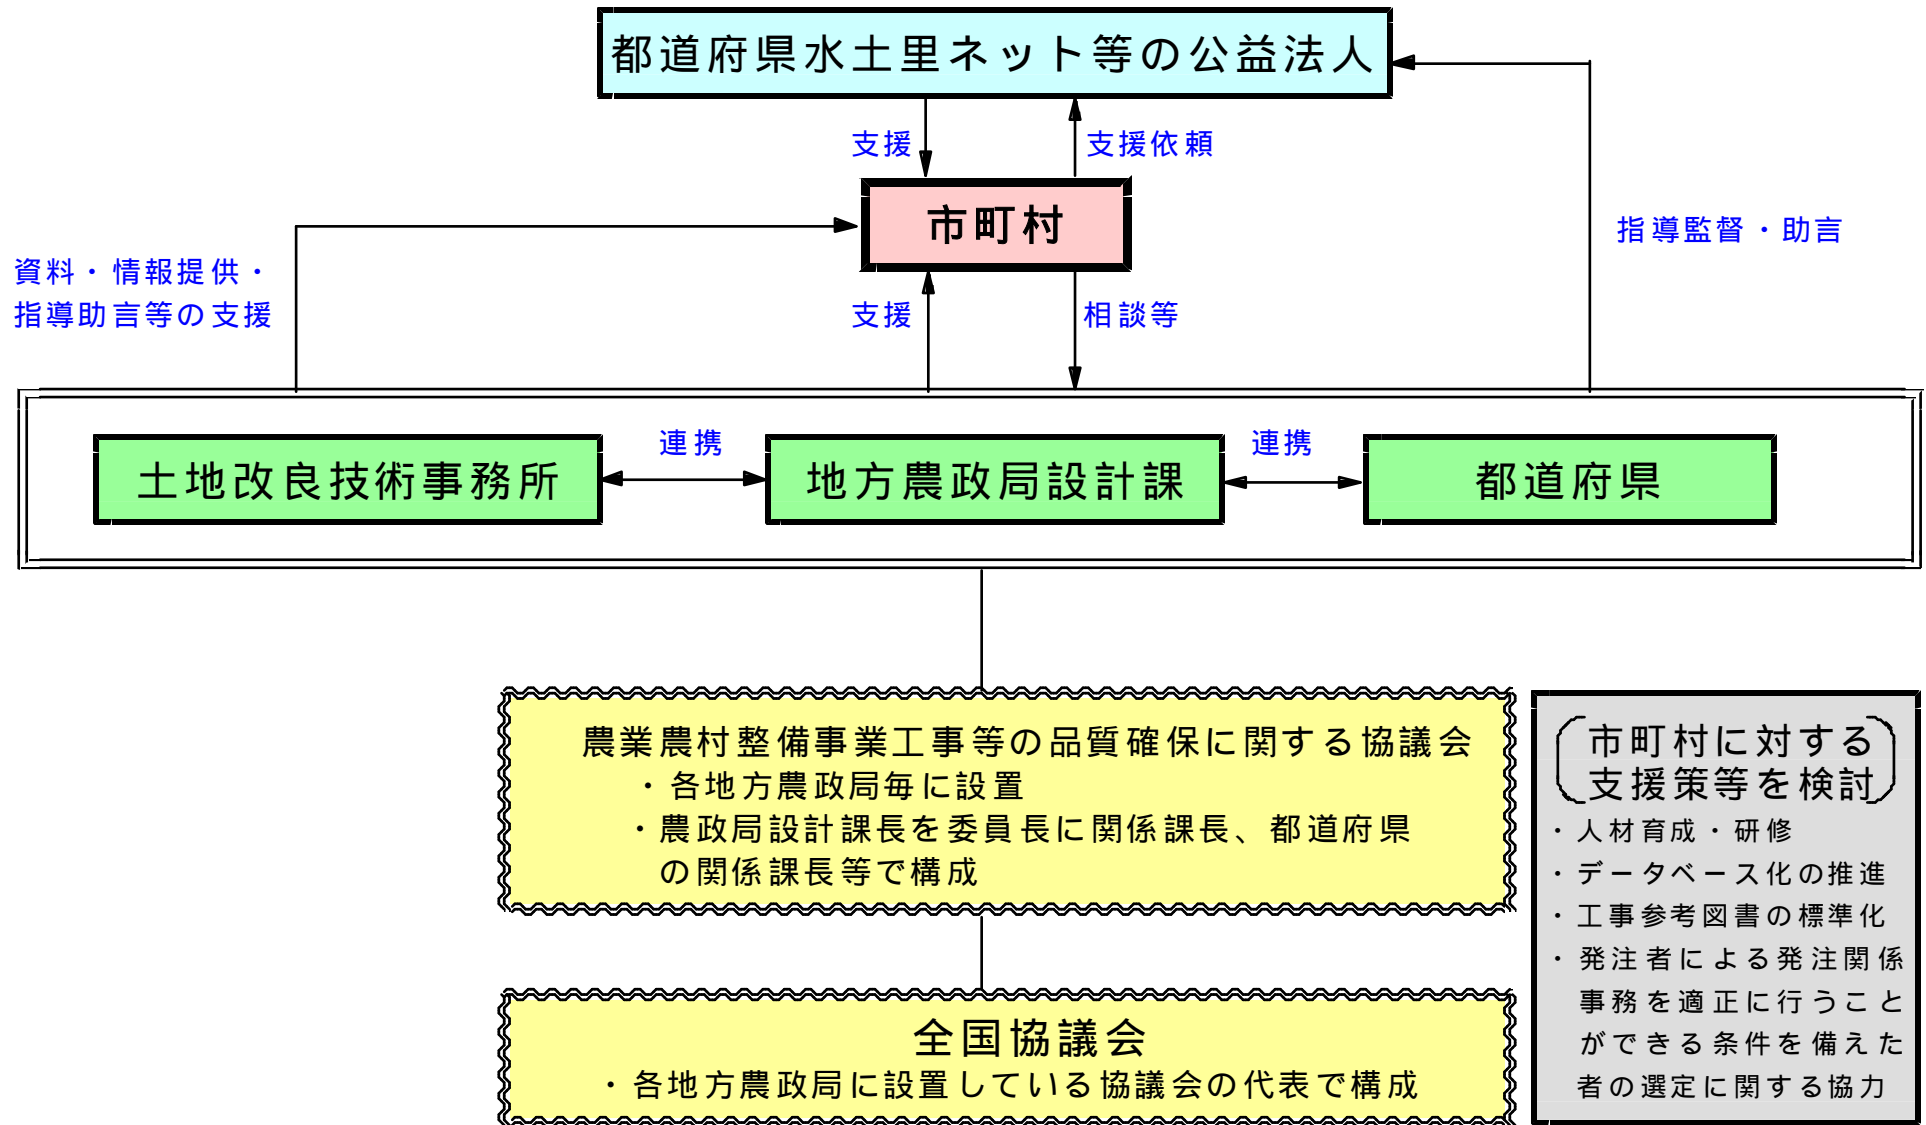 都道府県水土里ネット等の公益法人
支援
支援依頼
市町村
指導監督・助言
資料・情報提供・
指導助言等の支援
支援
相談等
土地改良技術事務所
連携
地方農政局設計課
連携
都道府県
農業農村整備事業工事等の品質確保に関する協議会
・各地方農政局毎に設置
・農政局設計課長を委員長に関係課長、都道府県
の関係課長等で構成
全国協議会
・各地方農政局に設置している協議会の代表で構成
市町村に対する
支援策等を検討
・人材育成・研修
・データベース化の推進
・工事参考図書の標準化
・発注者による発注関係
事務を適正に行うこと
ができる条件を備えた
者の選定に関する協力